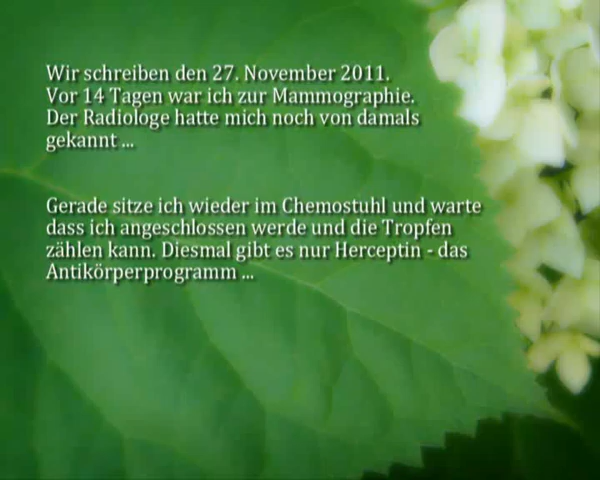 Wir schreiben den 27. November 2011.
Vor 14 Tagen war ich zur Mammographie.
Der Radiologe hatte mich noch von damals
gekannt ...
Gerade sitze ich wieder im Chemostuhl und warte
dass ich angeschlossen werde und die Tropfen
zählen kann. Diesmal gibt es nur Herceptin - das
Antikörperprogramm ...